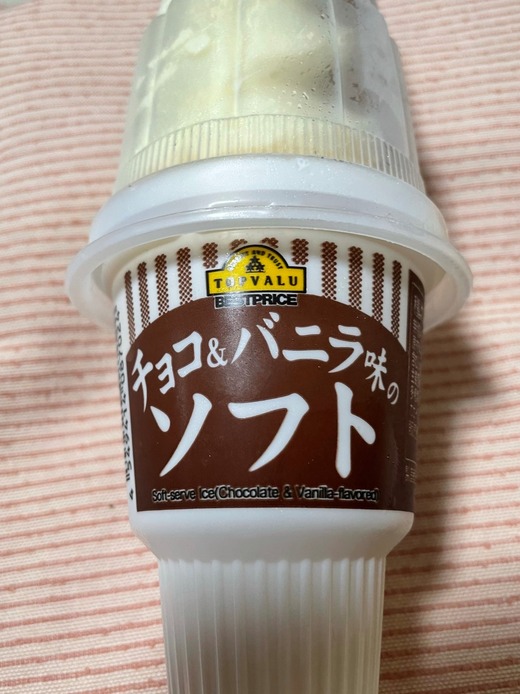 TOPVALU
BESTPRICE
チョコ&バニラ味の
ソフト
Soft-serve Ice(Chocolate & Vanilla-flavored)